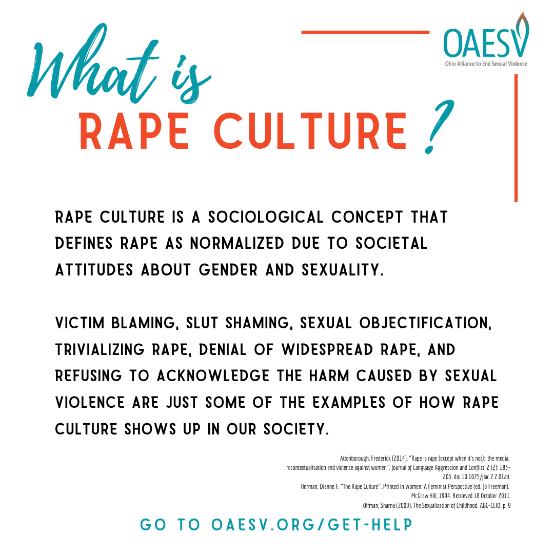 What is
RAPE CULTURE?
OAESV
Ohio Alliance to End Sexual Violence
RAPE CULTURE IS A SOCIOLOGICAL CONCEPT THAT
DEFINES RAPE AS NORMALIZED DUE TO SOCIETAL
ATTITUDES ABOUT GENDER AND SEXUALITY.
VICTIM BLAMING, SLUT SHAMING, SEXUAL OBJECTIFICATION,
TRIVIALIZING RAPE, DENIAL OF WIDESPREAD RAPE, AND
REFUSING TO ACKNOWLEDGE THE HARM CAUSED BY SEXUAL
VIOLENCE ARE JUST SOME OF THE EXAMPLES OF HOW RAPE
CULTURE SHOWS UP IN OUR SOCIETY.
Attenborough, Frederick (2014). "Rape is rape (except when it's not): the media,
recontextualisation and violence against women". Journal of Language Aggression and Conflict. 2 (2): 183–
203. doi:10.1075/jlac.2.2.01att.
Herman, Dianne F. "The Rape Culture". Printed in Women: A Feminist Perspective (ed. Jo Freeman).
McGraw Hill, 1994. Retrieved 18 October 2011.
Olfman, Sharna (2009). The Sexualization of Childhood. ABC-CLIO. p. 9
GO TO OAESV.ORG/GET-HELP